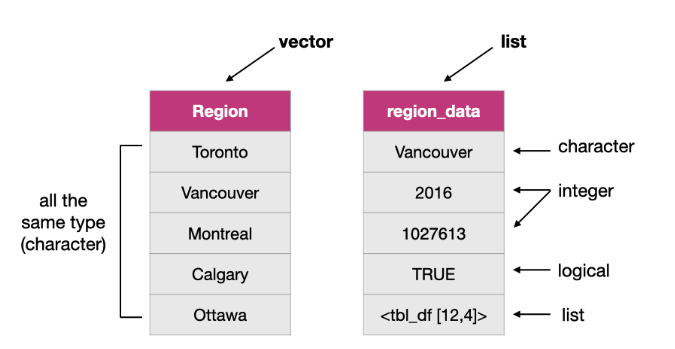 vector
list
Region
region_data
Toronto
Vancouver
character
Vancouver
2016
integer
all the
same type
(character)
Montreal
1027613
Calgary
TRUE
logical
Ottawa
<tbl_df [12,4]>
list